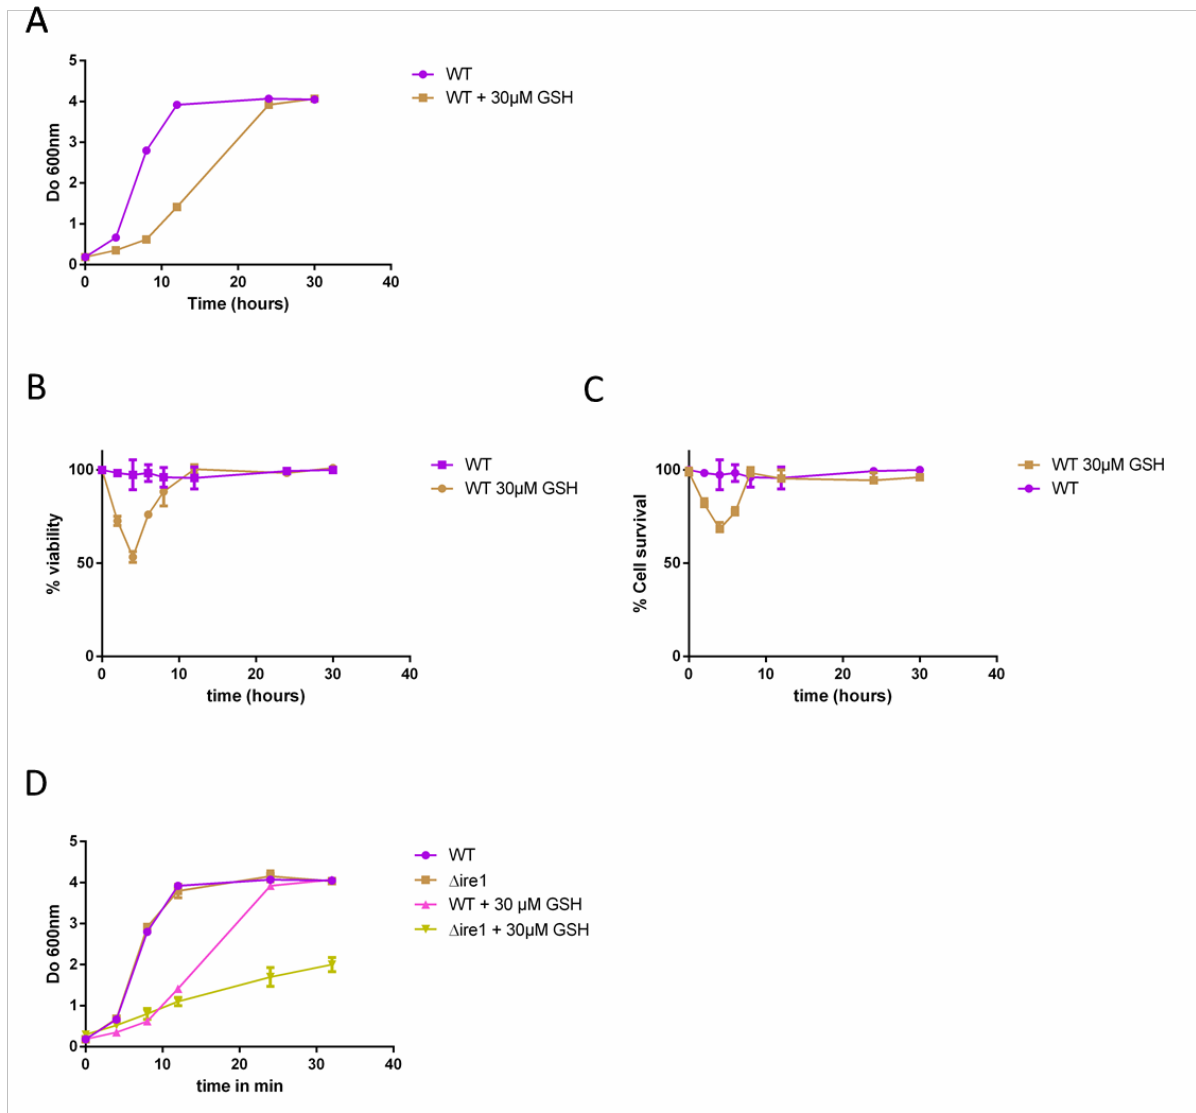 A
5
4
3
2
1
0
Do 600nm
0 10 20 30 40
Time (hours)
WT
WT + 30μM GSH
B
100
50
0
% viability
0 10 20 30 40
time (hours)
WT
WT 30μM GSH
C
100
50
0
% Cell survival
0 10 20 30 40
time (hours)
WT 30μM GSH
WT
D
5
4
3
2
1
0
Do 600nm
0 10 20 30 40
time in min
WT
Δire1
WT + 30 μM GSH
Δire1 + 30μM GSH